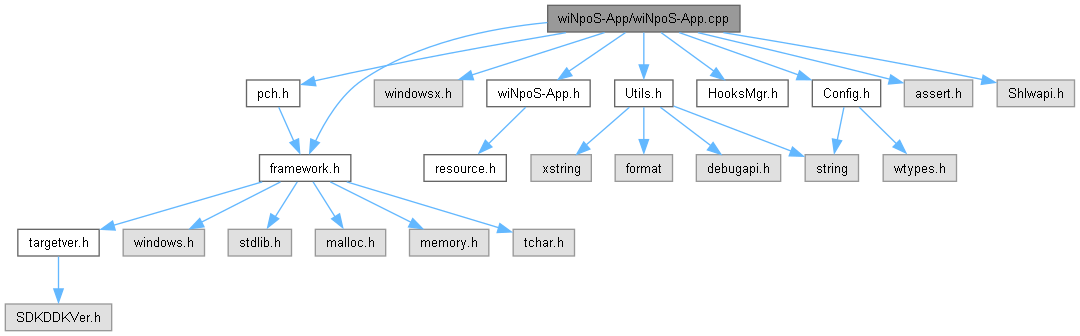 wiNpoS-App/wiNpoS-App.cpp
pch.h
windowsx.h
wiNpoS-App.h
Utils.h
HooksMgr.h
Config.h
assert.h
Shlwapi.h
framework.h
resource.h
xstring
format
debugapi.h
string
wtypes.h
targetver.h
windows.h
stdlib.h
malloc.h
memory.h
tchar.h
SDKDDKVer.h